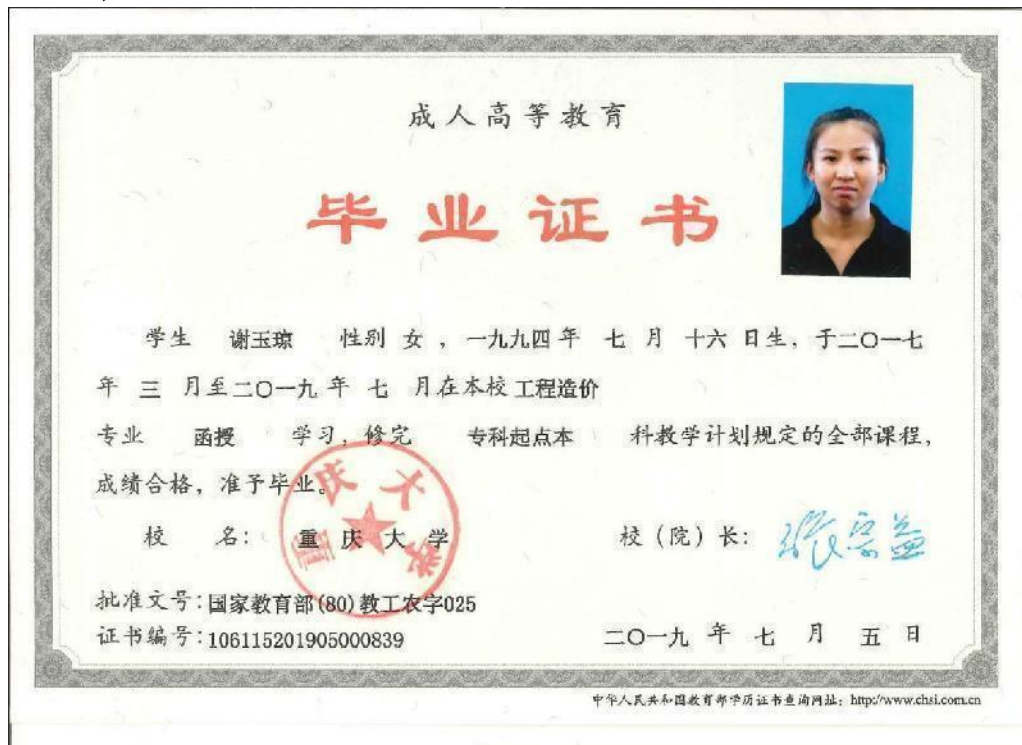 成人高等教育
毕业证书
学生 谢玉琼 性别 女 ，一九九四年 七 月 十六 日生，于二〇一七
年 三 月至二〇一九 年 七 月在本校 工程造价
专业 函授 学习，修完 专科起点本 科教学计划规定的全部课程，
成绩合格，准予毕业。
校 名： 重 庆 大 学 校（院）长： 张宗益
重庆大学
批准文号：国家教育部(80)教工农字025
证书编号：106115201905000839 二〇一九 年 七 月 五 日
中华人民共和国教育部学历证书查询网址：http://www.chsi.com.cn